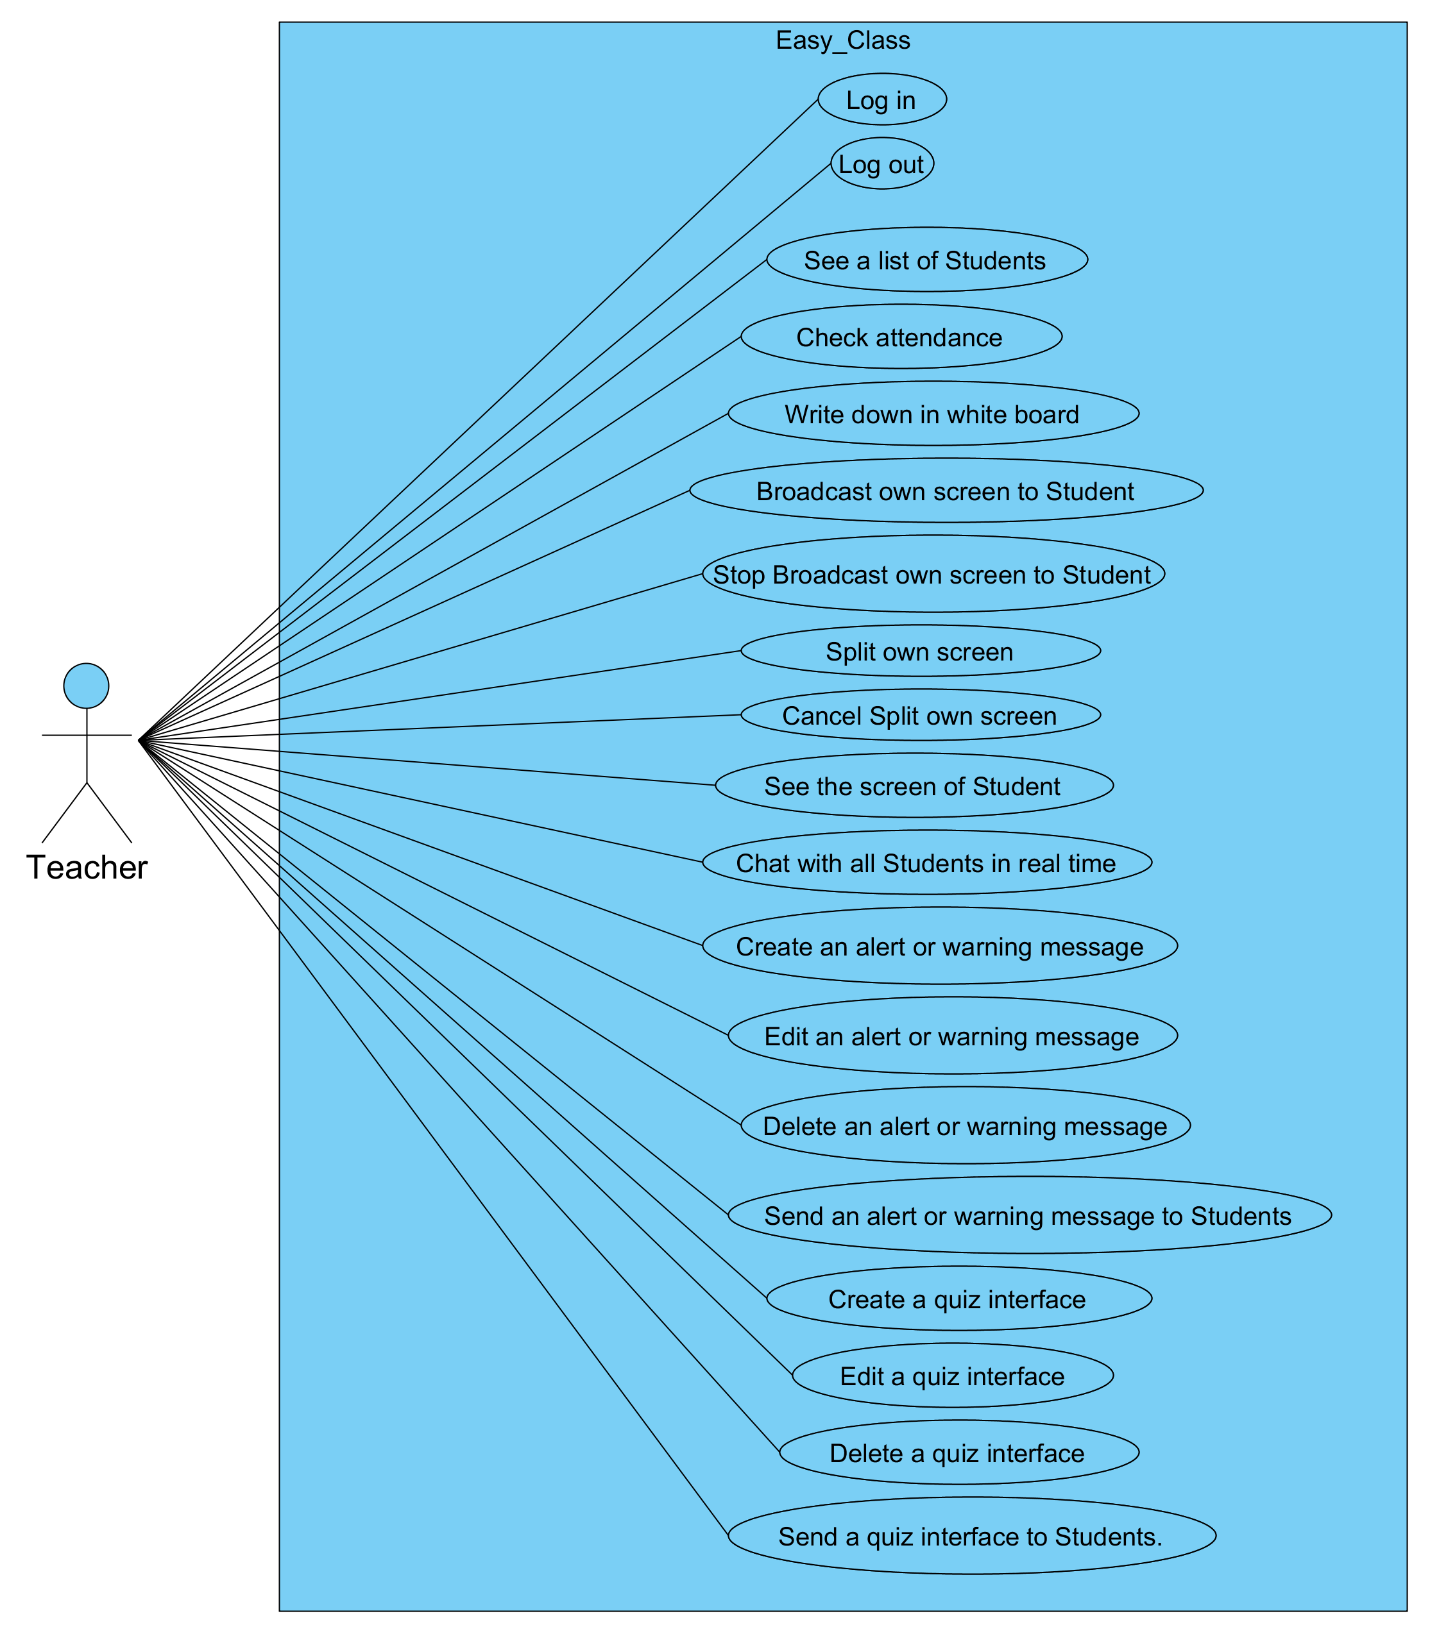 Easy_Class
Log in
Log out
See a list of Students
Check attendance
Write down in white board
Broadcast own screen to Student
Stop Broadcast own screen to Student
Split own screen
Cancel Split own screen
See the screen of Student
Chat with all Students in real time
Teacher
Create an alert or warning message
Edit an alert or warning message
Delete an alert or warning message
Send an alert or warning message to Students
Create a quiz interface
Edit a quiz interface
Delete a quiz interface
Send a quiz interface to Students.